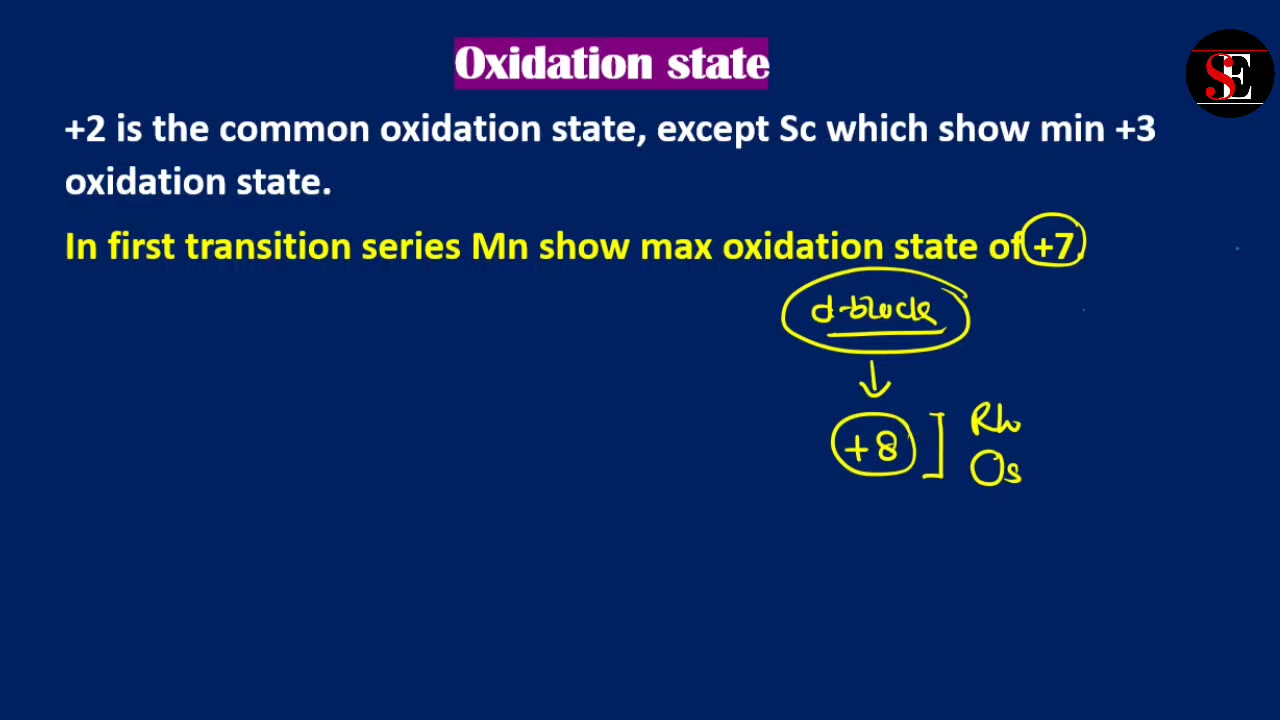 Oxidation state
SE
+2 is the common oxidation state, except Sc which show min +3
oxidation state.
In first transition series Mn show max oxidation state of +7.
d-block
+8
Rh
Os